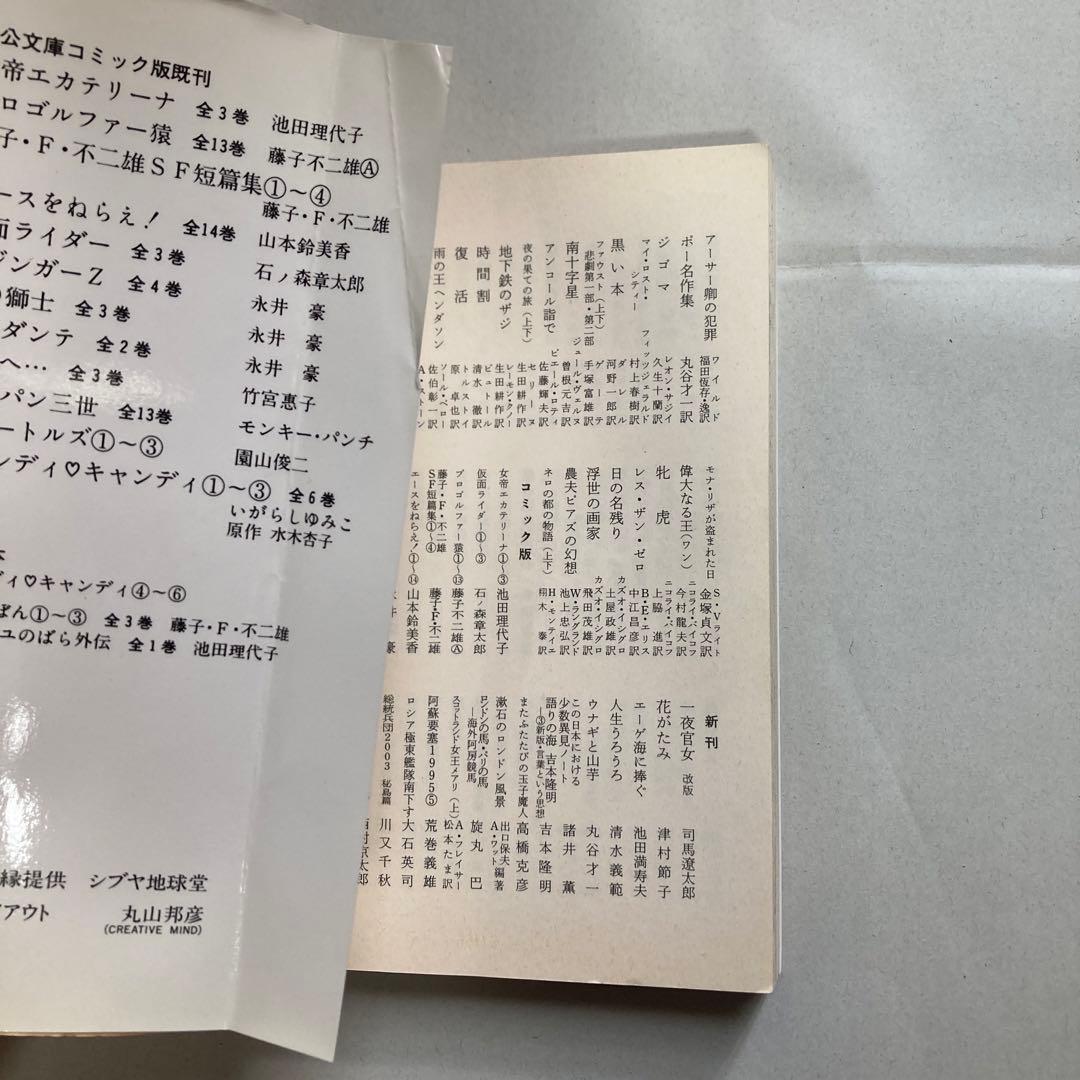 公文庫コミック版既刊
帝エカテリーナ 全3巻 池田理代子
ロゴルファー猿 全13巻 藤子不二雄Ⓐ
子・F・不二雄SF短篇集①〜④
藤子・F・不二雄
ースをねらえ! 全14巻 山本鈴美香
面ライダー 全3巻 石ノ森章太郎
ジンガーZ 全4巻 永井 豪
獅士 全3巻 永井 豪
ダンテ 全2巻 永井 豪
へ… 全3巻 竹宮惠子
パン三世 全13巻 モンキー・パンチ
ートルズ①〜③ 園山俊二
ンディ♡キャンディ①〜③ 全6巻
いがらしゆみこ
原作 水木杏子
ディ♡キャンディ④〜⑥
ぱん①〜③ 全3巻 藤子・F・不二雄
ユのばら外伝 全1巻 池田理代子
縁提供 シブヤ地球堂
アウト 丸山邦彦
(CREATIVE MIND)
アーサー卿の犯罪 ワイルド 福田恆存・逸訳
ポー名作集 丸谷才一訳
ジゴマ レオン・サジイ 久生十蘭訳
マイ・ロスト・シティー フィッツジェラルド 村上春樹訳
黒い本 ダレル 河野一郎訳
ファウスト(上下) 悲劇第一部・第二部 ゲーテ 手塚富雄訳
南十字星 ジュール・ヴェルヌ 曽根元吉訳
アンコール詣で ピエール・ロティ 佐藤輝夫訳
夜の果ての旅(上下) セリーヌ 生田耕作訳
地下鉄のザジ レーモン・クノー 生田耕作訳
時間割 ビュトール 清水徹訳
復活 トルストイ 原卓也訳
雨の王ヘンダソン ソール・ベロー 佐伯彰一訳
A・ストーン
モナ・リザが盗まれた日 S・V・ライト 金塚貞文訳
偉大なる王(ワン) ニコライ・バイコフ 今村龍夫訳
牝虎 ニコライ・バイコフ 上脇進訳
レス・ザン・ゼロ B・E・エリス 中江昌彦訳
日の名残り カズオ・イシグロ 土屋政雄訳
浮世の画家 カズオ・イシグロ 飛田茂雄訳
農夫ピアズの幻想 W・ラングランド 池上忠弘訳
ネロの都の物語(上下) H・モンテイエ 栩木泰訳
コミック版
女帝エカテリーナ①〜③ 池田理代子
仮面ライダー①〜③ 石ノ森章太郎
プロゴルファー猿①〜⑬ 藤子不二雄Ⓐ
藤子・F・不二雄SF短篇集①〜④ 藤子・F・不二雄
エースをねらえ!①〜⑭ 山本鈴美香
永井豪
新刊
一夜官女 改版 司馬遼太郎
花がたみ 津村節子
エーゲ海に捧ぐ 池田満寿夫
人生うろうろ 清水義範
ウナギと山芋 丸谷才一
この日本における少数異見ノート 諸井薫
語りの海 吉本隆明 ―③新版・言葉という思想 吉本隆明
またふたたびの玉子魔人 高橋克彦
漱石のロンドン風景 出口保夫 A・ワット編著
ロンドンの馬・パリの馬 ―海外阿房競馬 旋丸巴
スコットランド女王メアリ(上) A・フレイザー 松本たま訳
阿蘇要塞1995⑤ 荒巻義雄
ロシア極東艦隊南下す 大石英司
総統兵団2003 秘島篇 川又千秋
西村京太郎